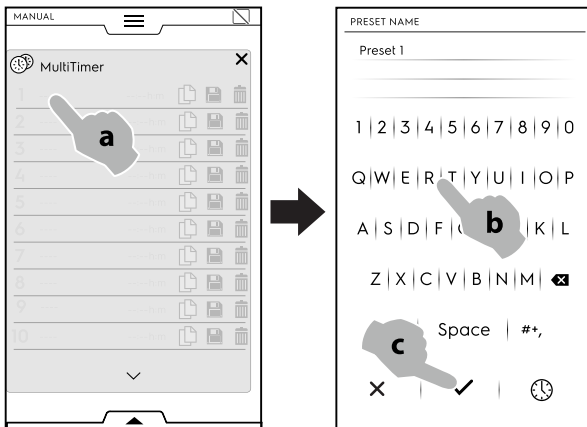 MANUAL
MultiTimer
1
2
3
4
5
6
7
8
9
10
a
PRESET NAME
Preset 1
1 2 3 4 5 6 7 8 9 0
Q W E R T Y U I O P
b
A S D F K L
Z X C V B N M
c
Space #+,